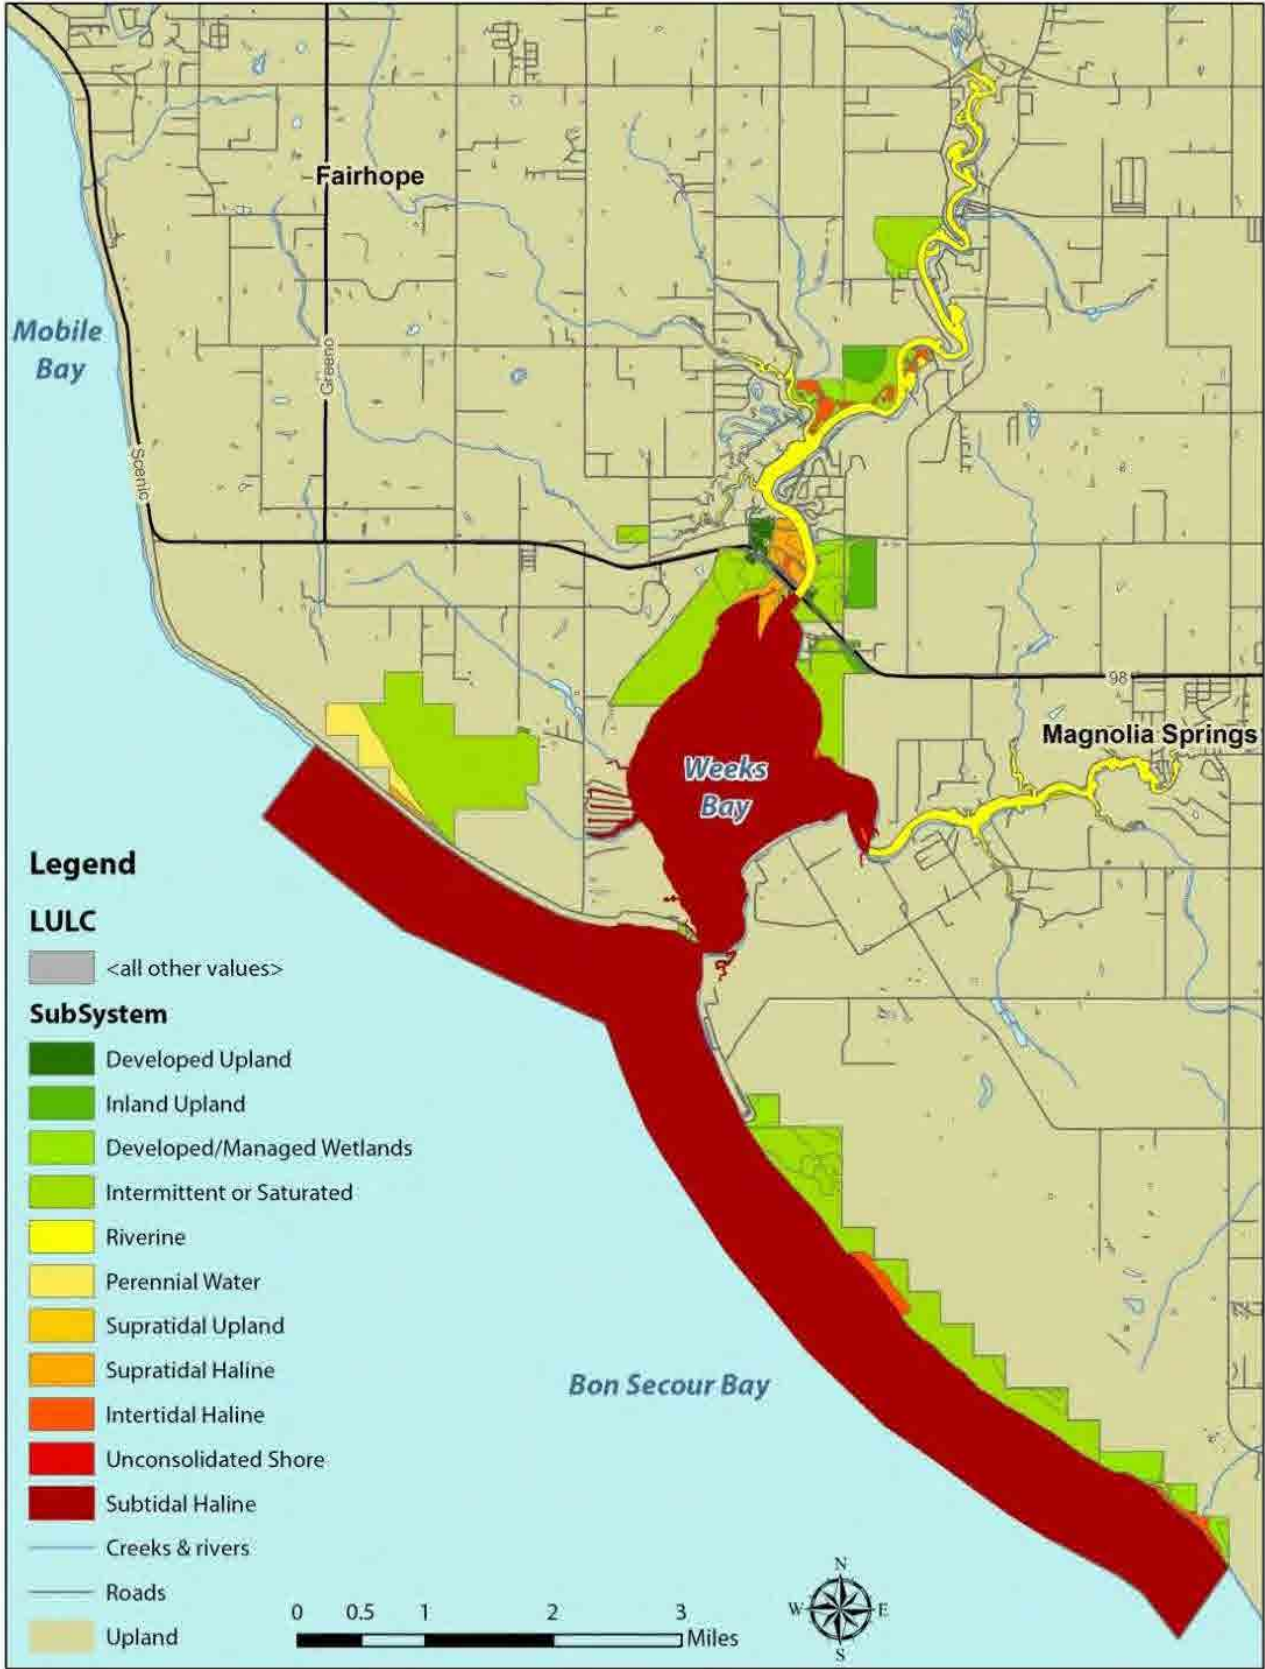 Fairhope
Mobile
Bay
Greeno
Scenic
98
Magnolia Springs
Weeks
Bay
Legend
LULC
<all other values>
SubSystem
Developed Upland
Inland Upland
Developed/Managed Wetlands
Intermittent or Saturated
Riverine
Perennial Water
Supratidal Upland
Supratidal Haline
Intertidal Haline
Unconsolidated Shore
Subtidal Haline
Creeks & rivers
Roads
Upland
Bon Secour Bay
0 0.5 1 2 3
Miles
N
W E
S